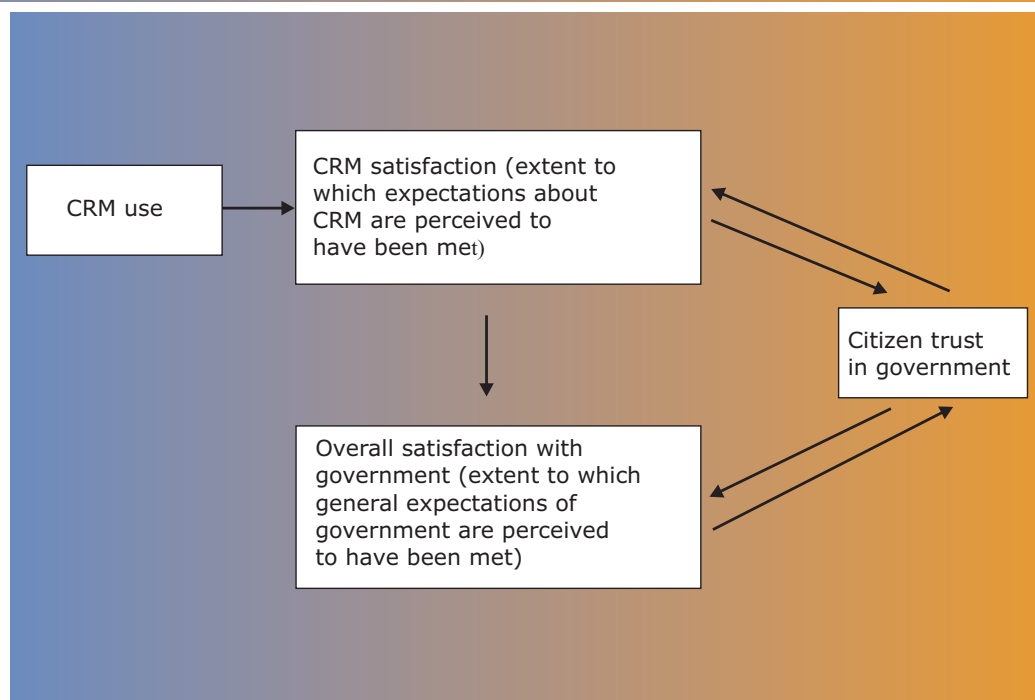 CRM use
CRM satisfaction (extent to
which expectations about
CRM are perceived to
have been met)
Citizen trust
in government
Overall satisfaction with
government (extent to which
general expectations of
government are perceived
to have been met)